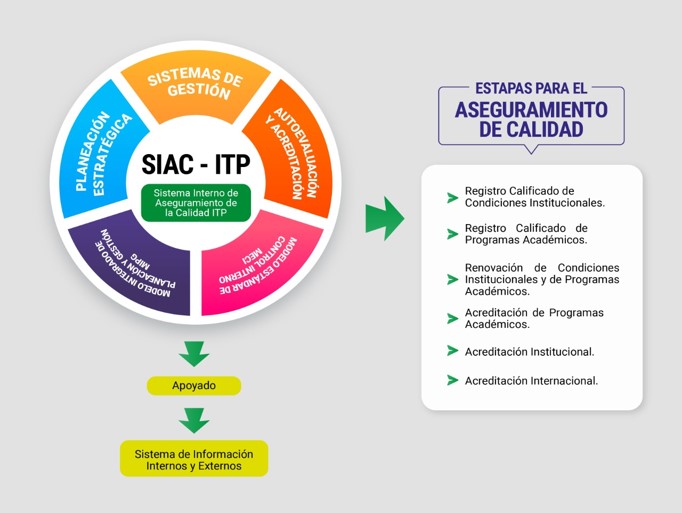 SISTEMAS DE
GESTIÓN
AUTOEVALUACIÓN
Y ACREDITACIÓN
MODELO ESTÁNDAR DE
CONTROL INTERNO
MECI
MODELO INTEGRADO DE
PLANEACIÓN Y GESTIÓN
MIPG
PLANEACIÓN
ESTRATÉGICA
SIAC - ITP
Sistema Interno de
Aseguramiento de
la Calidad ITP
Apoyado
Sistema de Información
Internos y Externos
ESTAPAS PARA EL
ASEGURAMIENTO
DE CALIDAD
Registro Calificado de
Condiciones Institucionales.
Registro Calificado de
Programas Académicos.
Renovación de Condiciones
Institucionales y de Programas
Académicos.
Acreditación de Programas
Académicos.
Acreditación Institucional.
Acreditación Internacional.